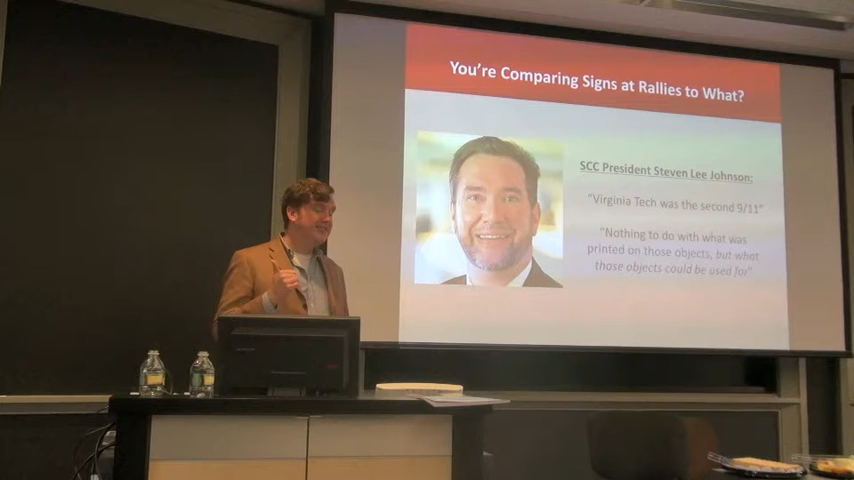 You're Comparing Signs at Rallies to What?
SCC President Steven Lee Johnson:
"Virginia Tech was the second 9/11"
"Nothing to do with what was
printed on those objects, but what
those objects could be used for"